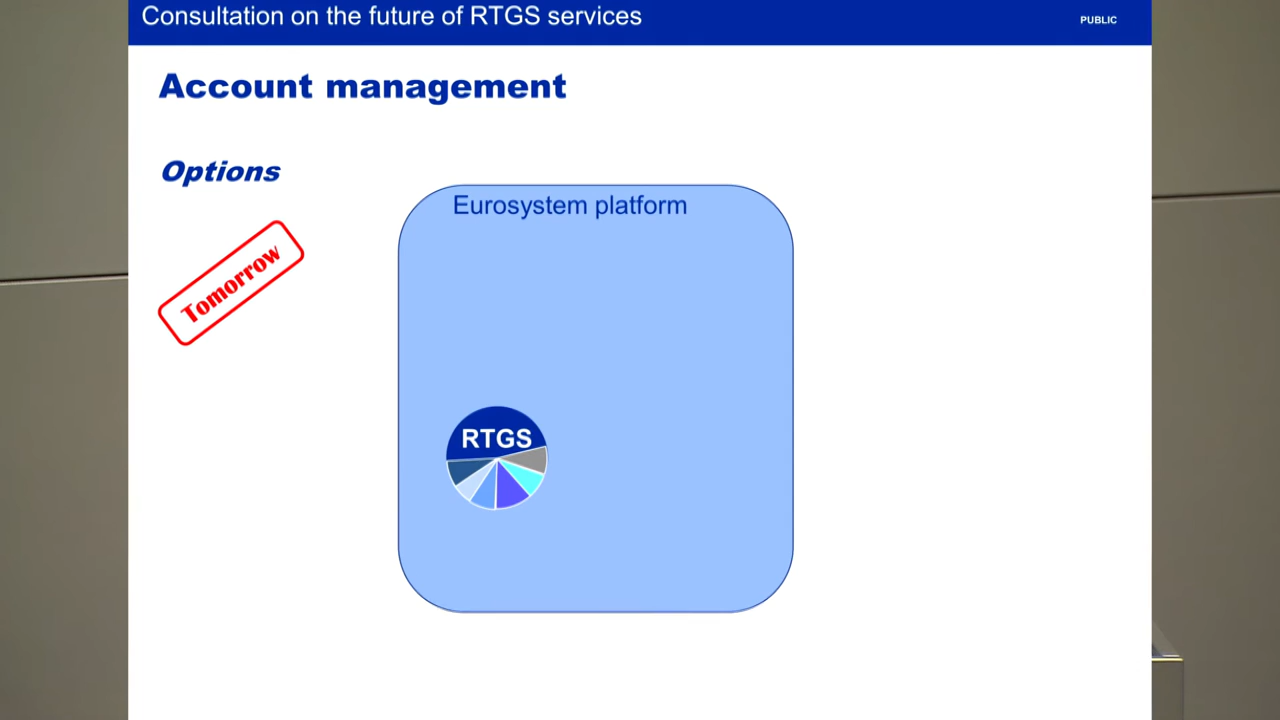 Consultation on the future of RTGS services
PUBLIC
Account management
Options
Eurosystem platform
Tomorrow
RTGS